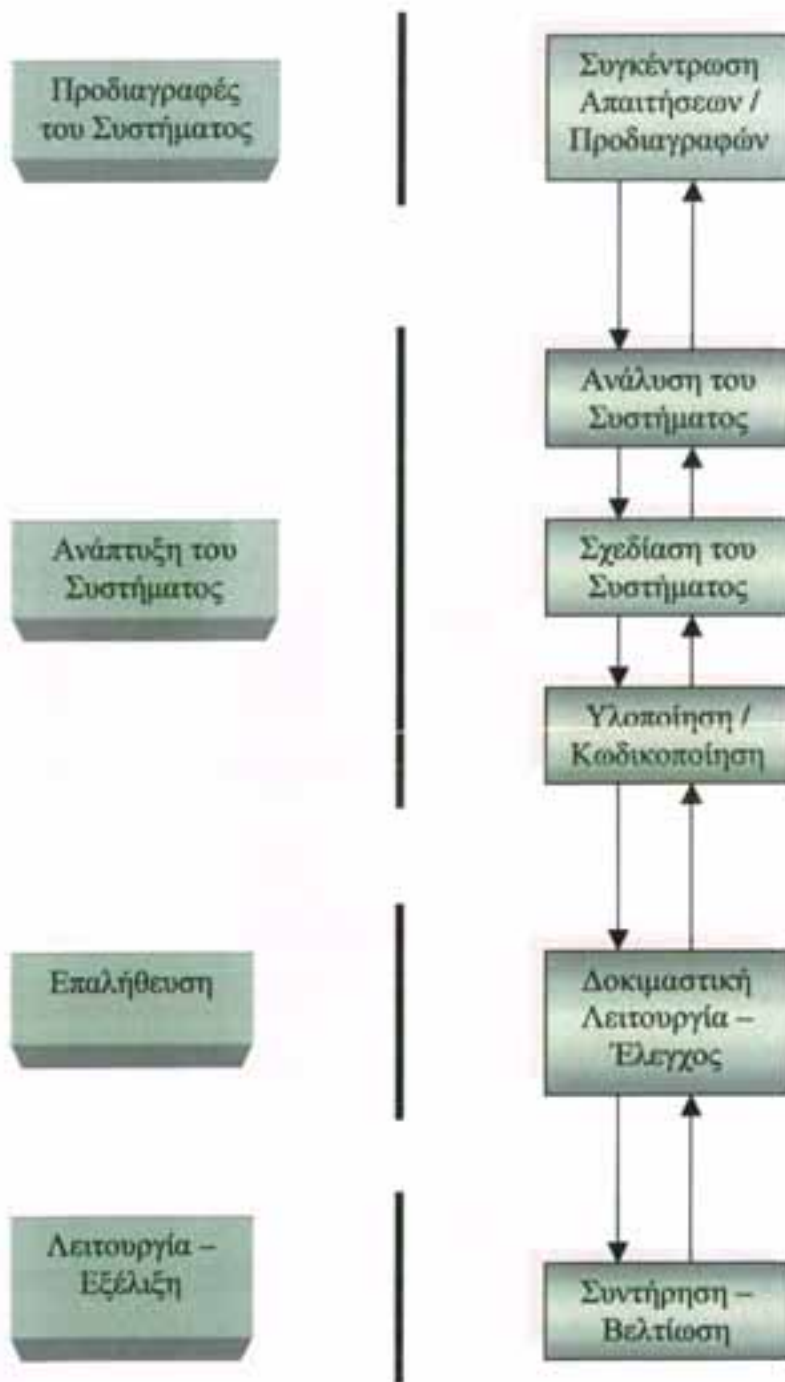 Προδιαγραφές
του Συστήματος
Συγκέντρωση
Απαιτήσεων /
Προδιαγραφών
Ανάλυση του
Συστήματος
Ανάπτυξη του
Συστήματος
Σχεδίαση του
Συστήματος
Υλοποίηση /
Κωδικοποίηση
Επαλήθευση
Δοκιμαστική
Λειτουργία –
Έλεγχος
Λειτουργία –
Εξέλιξη
Συντήρηση –
Βελτίωση